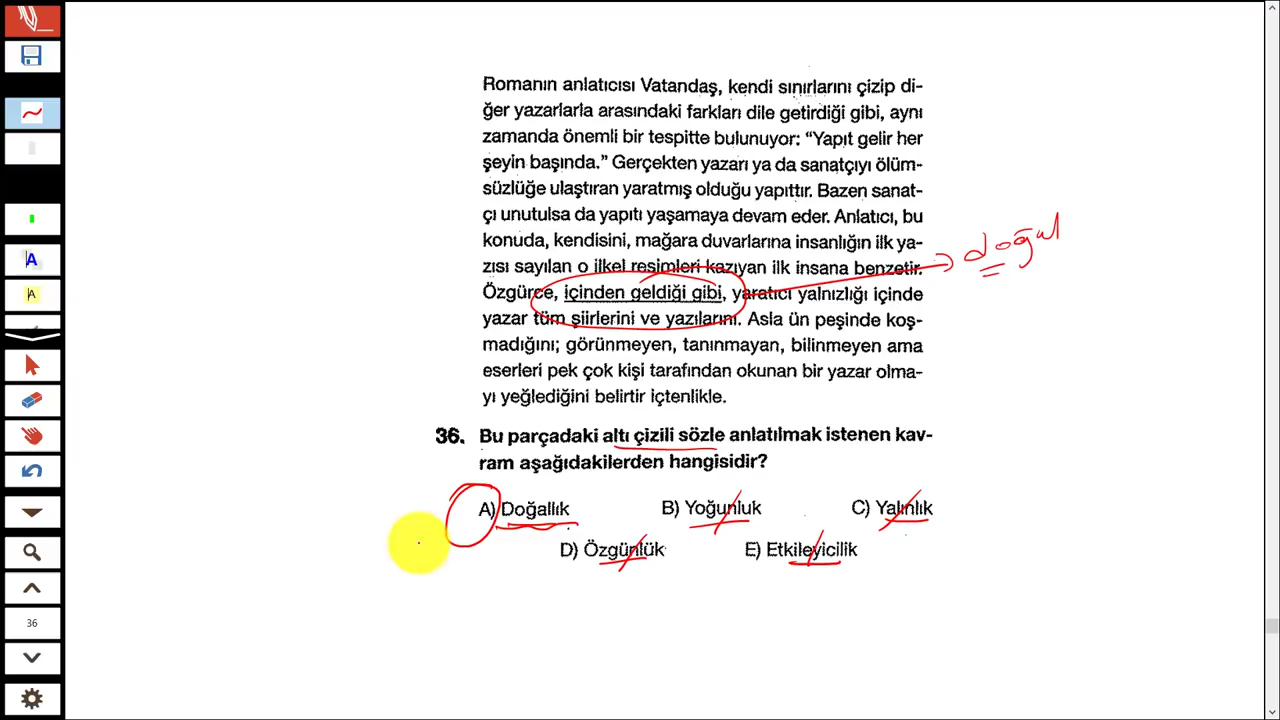 Romanın anlatıcısı Vatandaş, kendi sınırlarını çizip di-
ğer yazarlarla arasındaki farkları dile getirdiği gibi, aynı
zamanda önemli bir tespitte bulunuyor: “Yapıt gelir her
şeyin başında.” Gerçekten yazarı ya da sanatçıyı ölüm-
süzlüğe ulaştıran yaratmış olduğu yapıttır. Bazen sanat-
çı unutulsa da yapıtı yaşamaya devam eder. Anlatıcı, bu
konuda, kendisini, mağara duvarlarına insanlığın ilk ya-
zısı sayılan o ilkel resimleri kazıyan ilk insana benzetir.
Özgürce, içinden geldiği gibi, yaratıcı yalnızlığı içinde
yazar tüm şiirlerini ve yazılarını. Asla ün peşinde koş-
madığını; görünmeyen, tanınmayan, bilinmeyen ama
eserleri pek çok kişi tarafından okunan bir yazar olma-
yı yeğlediğini belirtir içtenlikle.
doğal
36. Bu parçadaki altı çizili sözle anlatılmak istenen kav-
ram aşağıdakilerden hangisidir?
A) Doğallık B) Yoğunluk C) Yalınlık
D) Özgünlük E) Etkileyicilik
A
A
36